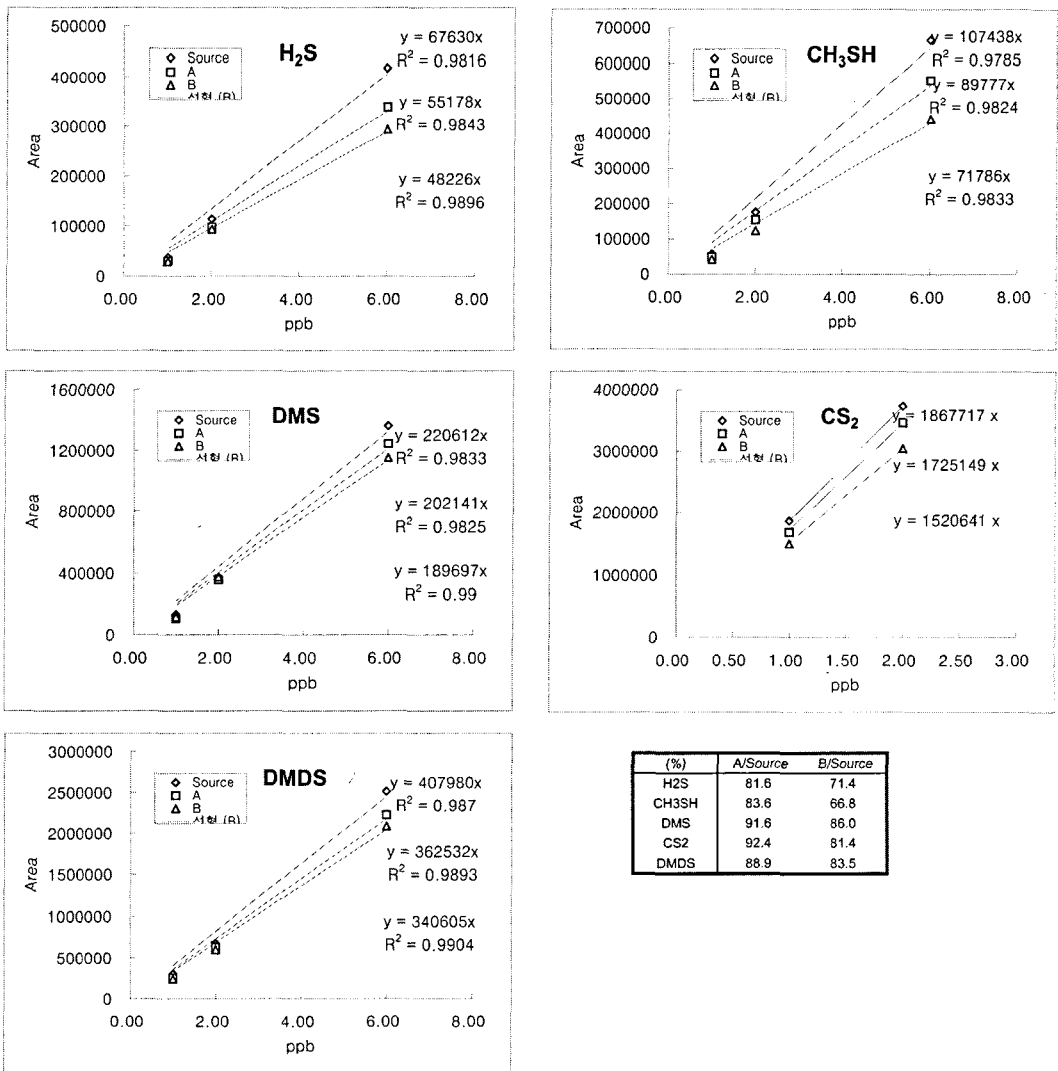 H₂S
500000
400000
300000
200000
100000
0
Area
Source
A
B
(B)
y = 67630x
R² = 0.9816
y = 55178x
R² = 0.9843
y = 48226x
R² = 0.9896
0.00 2.00 4.00 6.00 8.00
ppb
CH₃SH
700000
600000
500000
400000
300000
200000
100000
0
Area
Source
A
B
(B)
y = 107438x
R² = 0.9785
y = 89777x
R² = 0.9824
y = 71786x
R² = 0.9833
0.00 2.00 4.00 6.00 8.00
ppb
DMS
1600000
1200000
800000
400000
0
Area
Source
A
B
(B)
y = 220612x
R² = 0.9833
y = 202141x
R² = 0.9825
y = 189697x
R² = 0.99
0.00 2.00 4.00 6.00 8.00
ppb
CS₂
4000000
3000000
2000000
1000000
0
Area
Source
A
B
(B)
y = 1867717 x
y = 1725149 x
y = 1520641 x
0.00 0.50 1.00 1.50 2.00 2.50 3.00
ppb
DMDS
3000000
2500000
2000000
1500000
1000000
500000
0
Area
Source
A
B
(B)
y = 407980x
R² = 0.987
y = 362532x
R² = 0.9893
y = 340605x
R² = 0.9904
0.00 2.00 4.00 6.00 8.00
ppb
(%) A/Source B/Source
H2S 81.6 71.4
CH3SH 83.6 66.8
DMS 91.6 86.0
CS2 92.4 81.4
DMDS 88.9 83.5